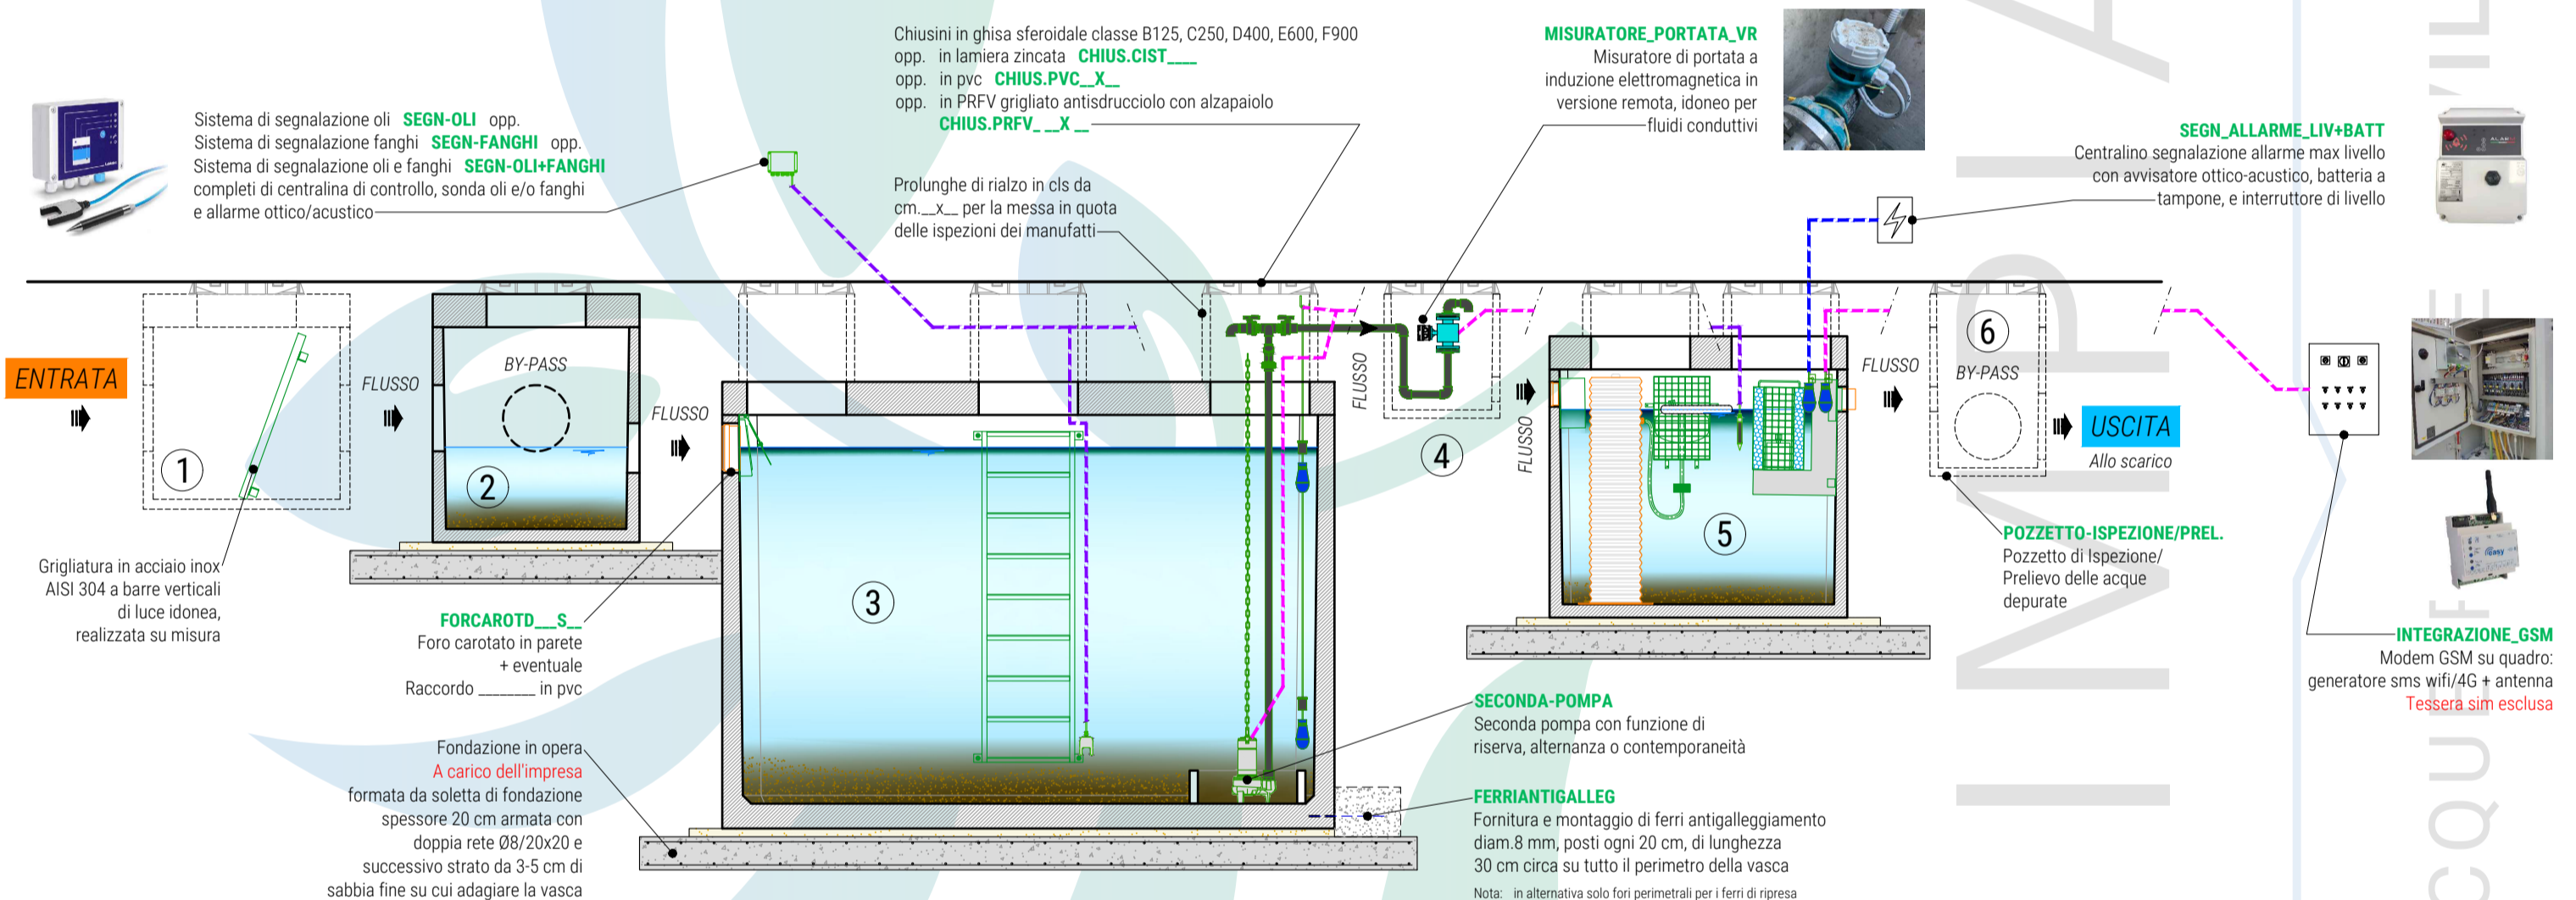 Sistema di segnalazione oli SEGN-OLI opp.
Sistema di segnalazione fanghi SEGN-FANGHI opp.
Sistema di segnalazione oli e fanghi SEGN-OLI+FANGHI
completi di centralina di controllo, sonda oli e/o fanghi
e allarme ottico/acustico
Chiusini in ghisa sferoidale classe B125, C250, D400, E600, F900
opp. in lamiera zincata CHIUS.CIST____
opp. in pvc CHIUS.PVC__X__
opp. in PRFV grigliato antisdrucciolo con alzapaiolo
CHIUS.PRFV_ __X __
Prolunghe di rialzo in cls da
cm.__x__ per la messa in quota
delle ispezioni dei manufatti
MISURATORE_PORTATA_VR
Misuratore di portata a
induzione elettromagnetica in
versione remota, idoneo per
fluidi conduttivi
SEGN_ALLARME_LIV+BATT
Centralino segnalazione allarme max livello
con avvisatore ottico-acustico, batteria a
tampone, e interruttore di livello
ENTRATA
1
FLUSSO
BY-PASS
2
FLUSSO
3
FLUSSO
4
FLUSSO
5
FLUSSO
6
BY-PASS
USCITA
Allo scarico
Grigliatura in acciaio inox
AISI 304 a barre verticali
di luce idonea,
realizzata su misura
FORCAROTD___S__
Foro carotato in parete
+ eventuale
Raccordo ________ in pvc
Fondazione in opera
A carico dell'impresa
formata da soletta di fondazione
spessore 20 cm armata con
doppia rete Ø8/20x20 e
successivo strato da 3-5 cm di
sabbia fine su cui adagiare la vasca
SECONDA-POMPA
Seconda pompa con funzione di
riserva, alternanza o contemporaneità
FERRIANTIGALLEG
Fornitura e montaggio di ferri antigalleggiamento
diam.8 mm, posti ogni 20 cm, di lunghezza
30 cm circa su tutto il perimetro della vasca
Nota: in alternativa solo fori perimetrali per i ferri di ripresa
POZZETTO-ISPEZIONE/PREL.
Pozzetto di Ispezione/
Prelievo delle acque
depurate
INTEGRAZIONE_GSM
Modem GSM su quadro:
generatore sms wifi/4G + antenna
Tessera sim esclusa
easy